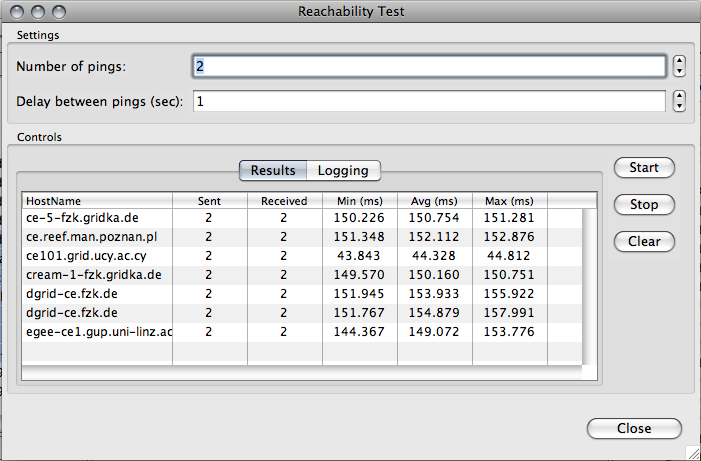 Reachability Test
Settings
Number of pings: 2
Delay between pings (sec): 1
Controls
Results Logging
Start
Stop
Clear
HostName Sent Received Min (ms) Avg (ms) Max (ms)
ce-5-fzk.gridka.de 2 2 150.226 150.754 151.281
ce.reef.man.poznan.pl 2 2 151.348 152.112 152.876
ce101.grid.ucy.ac.cy 2 2 43.843 44.328 44.812
cream-1-fzk.gridka.de 2 2 149.570 150.160 150.751
dgrid-ce.fzk.de 2 2 151.945 153.933 155.922
dgrid-ce.fzk.de 2 2 151.767 154.879 157.991
egee-ce1.gup.uni-linz.ac 2 2 144.367 149.072 153.776
Close